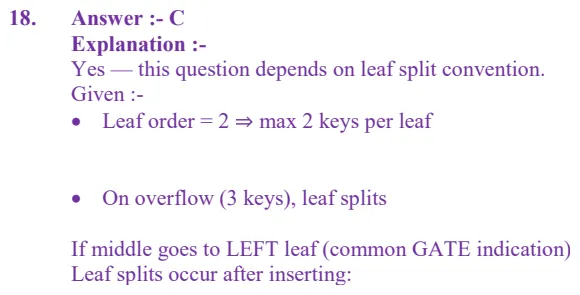 18. Answer :- C
Explanation :-
Yes — this question depends on leaf split convention.
Given :-
• Leaf order = 2 ⇒ max 2 keys per leaf
• On overflow (3 keys), leaf splits
If middle goes to LEFT leaf (common GATE indication)
Leaf splits occur after inserting: